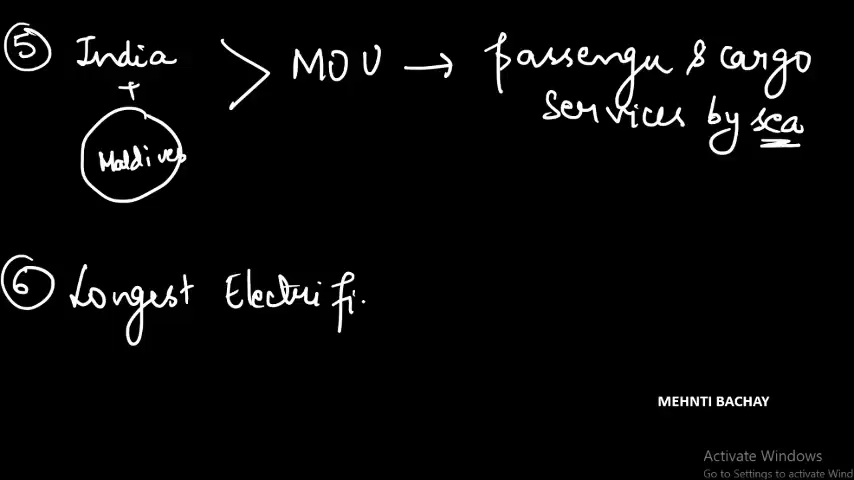 5 India > MOU → passenger & cargo
+ services by sea
Maldives
6 Longest Electrifi.
MEHNTI BACHAY
Activate Windows
Go to Settings to activate Wind